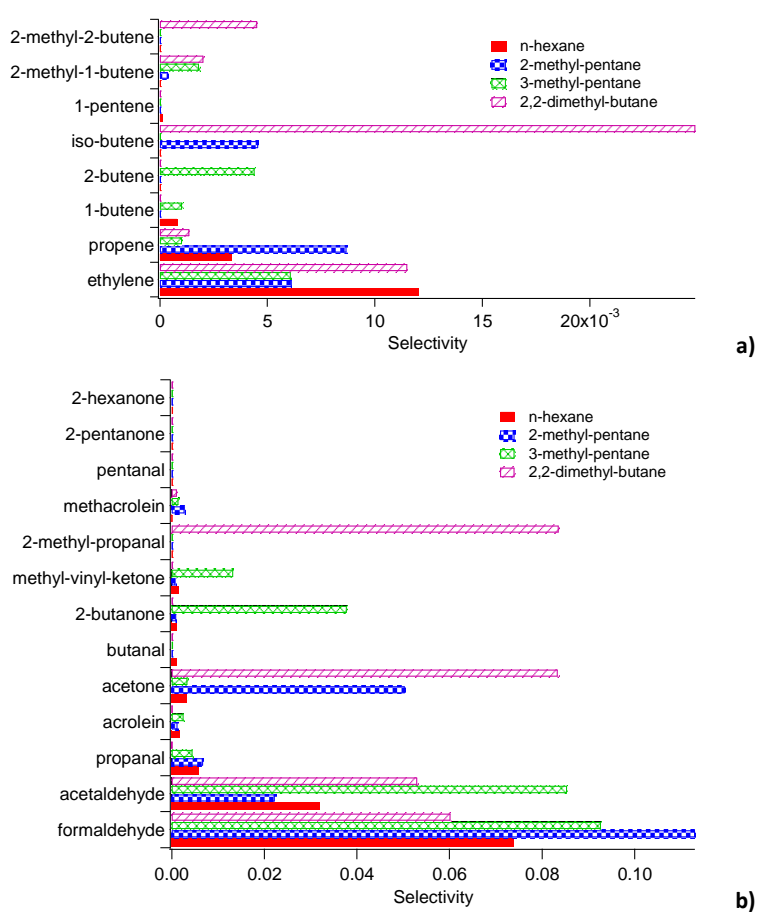 2-methyl-2-butene
2-methyl-1-butene
1-pentene
iso-butene
2-butene
1-butene
propene
ethylene
n-hexane
2-methyl-pentane
3-methyl-pentane
2,2-dimethyl-butane
0 5 10 15 20x10⁻³
Selectivity
a)
2-hexanone
2-pentanone
pentanal
methacrolein
2-methyl-propanal
methyl-vinyl-ketone
2-butanone
butanal
acetone
acrolein
propanal
acetaldehyde
formaldehyde
n-hexane
2-methyl-pentane
3-methyl-pentane
2,2-dimethyl-butane
0.00 0.02 0.04 0.06 0.08 0.10
Selectivity
b)